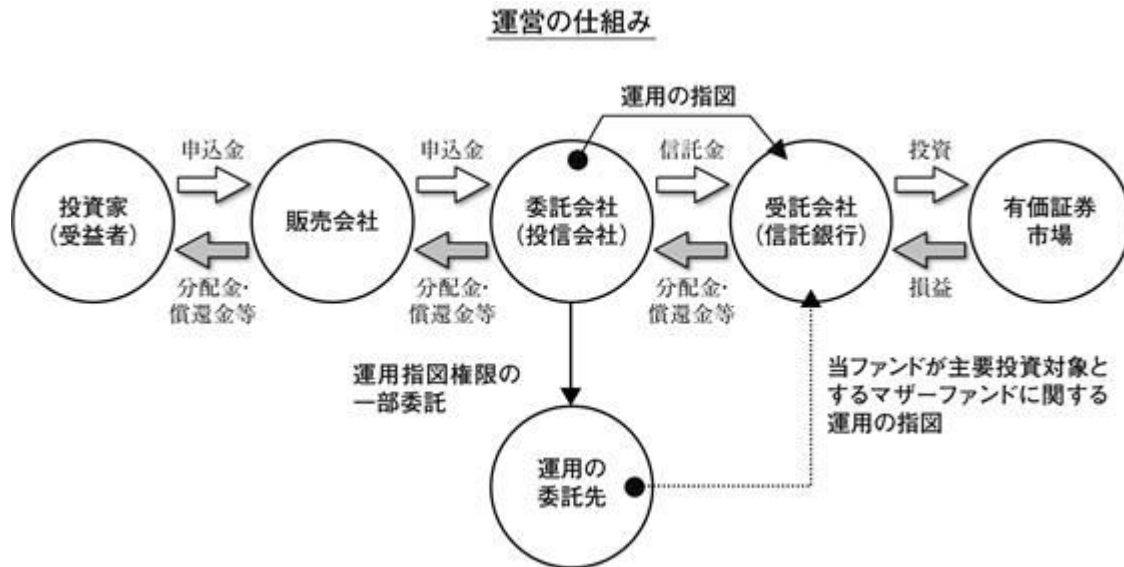 運営の仕組み
運用の指図
申込金
申込金
信託金
投資
投資家
(受益者)
販売会社
委託会社
(投信会社)
受託会社
(信託銀行)
有価証券
市場
分配金・
償還金等
分配金・
償還金等
分配金・
償還金等
損益
運用指図権限の
一部委託
当ファンドが主要投資対象と
するマザーファンドに関する
運用の指図
運用の
委託先